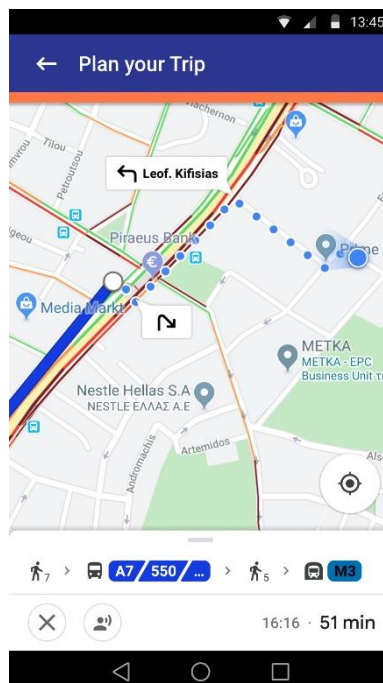 13:45
Plan your Trip
Tilou
Petroutsou
Leof. Kifisias
Piraeus Bank
Prime
Media Markt
METKA
METKA - EPC
Business Unit
Nestle Hellas S.A
NESTLE ΕΛΛΑΣ A.E
Andromachis
Artemidos
7 A7 / 550 / ... 5 M3
16:16 · 51 min